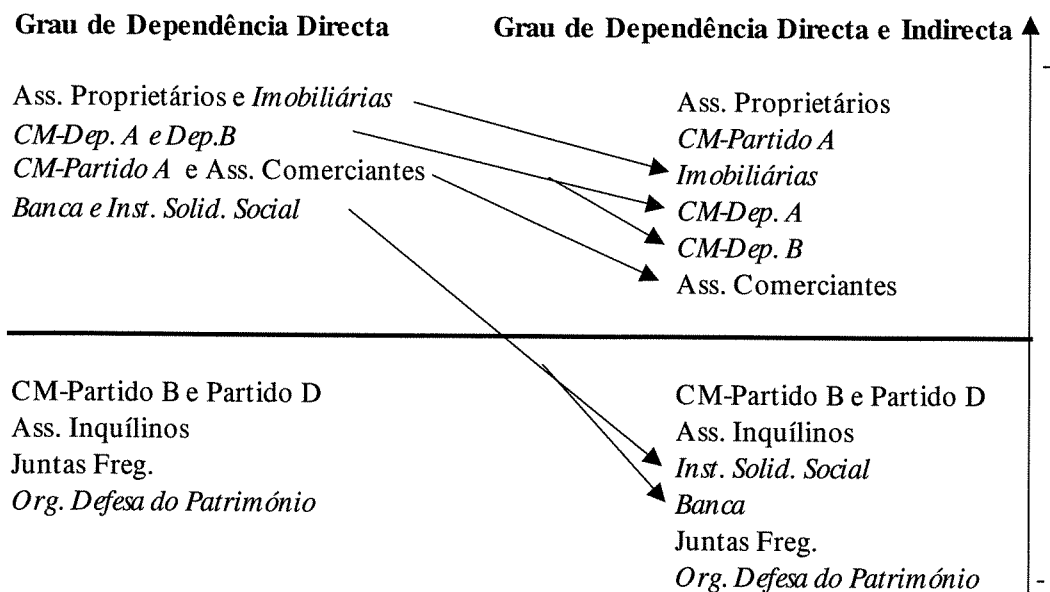 Grau de Dependência Directa
Grau de Dependência Directa e Indirecta
-
Ass. Proprietários e Imobiliárias
CM-Dep. A e Dep.B
CM-Partido A e Ass. Comerciantes
Banca e Inst. Solid. Social
Ass. Proprietários
CM-Partido A
Imobiliárias
CM-Dep. A
CM-Dep. B
Ass. Comerciantes
CM-Partido B e Partido D
Ass. Inquílinos
Juntas Freg.
Org. Defesa do Património
CM-Partido B e Partido D
Ass. Inquílinos
Inst. Solid. Social
Banca
Juntas Freg.
Org. Defesa do Património
-